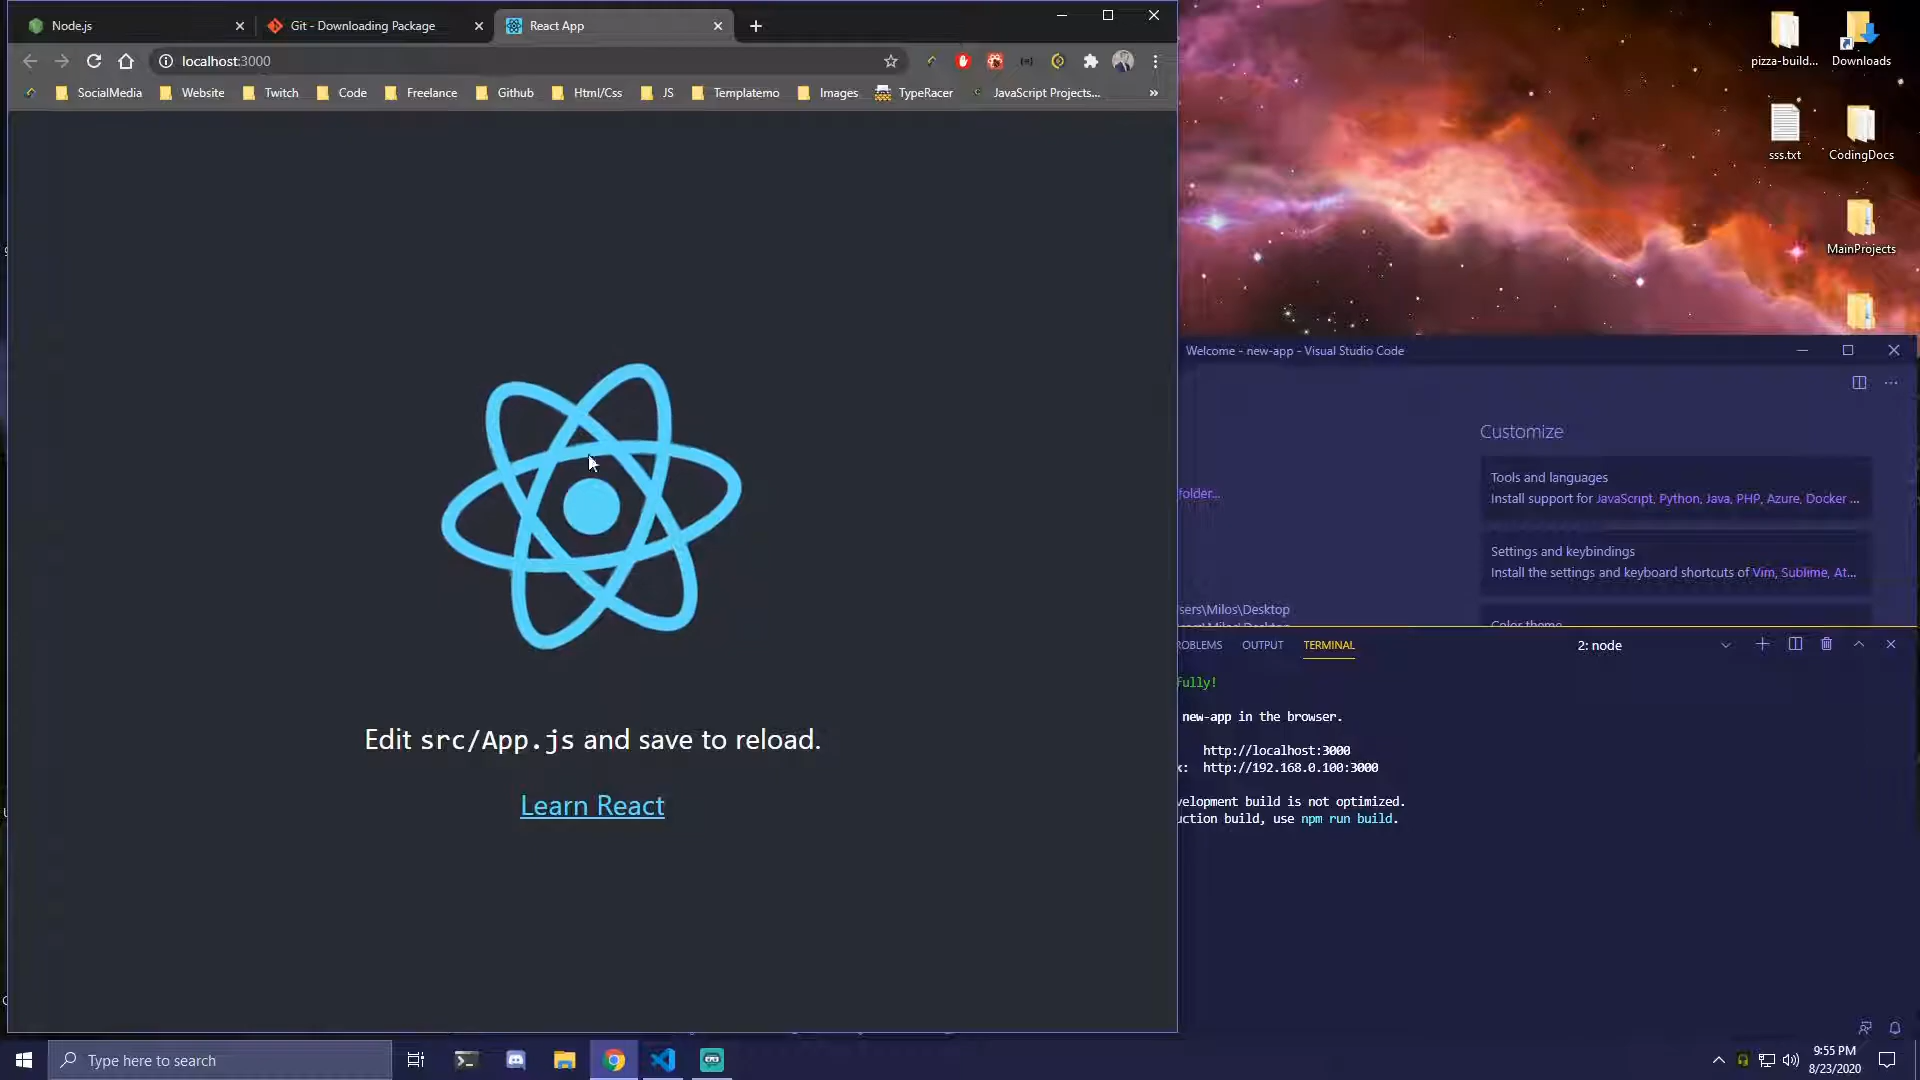 Node.js
Git - Downloading Package
React App
localhost:3000
SocialMedia
Website
Twitch
Code
Freelance
Github
Html/Css
JS
Templatemo
Images
TypeRacer
JavaScript Projects...
»
Edit src/App.js and save to reload.
Learn React
pizza-build...
Downloads
sss.txt
CodingDocs
MainProjects
Welcome - new-app - Visual Studio Code
Customize
folder...
Tools and languages
Install support for JavaScript, Python, Java, PHP, Azure, Docker ...
Settings and keybindings
Install the settings and keyboard shortcuts of Vim, Sublime, At...
sers\Milos\Desktop
Color theme
ROBLEMS
OUTPUT
TERMINAL
2: node
fully!
new-app in the browser.
http://localhost:3000
x: http://192.168.0.100:3000
velopment build is not optimized.
uction build, use npm run build.
Type here to search
9:55 PM
8/23/2020